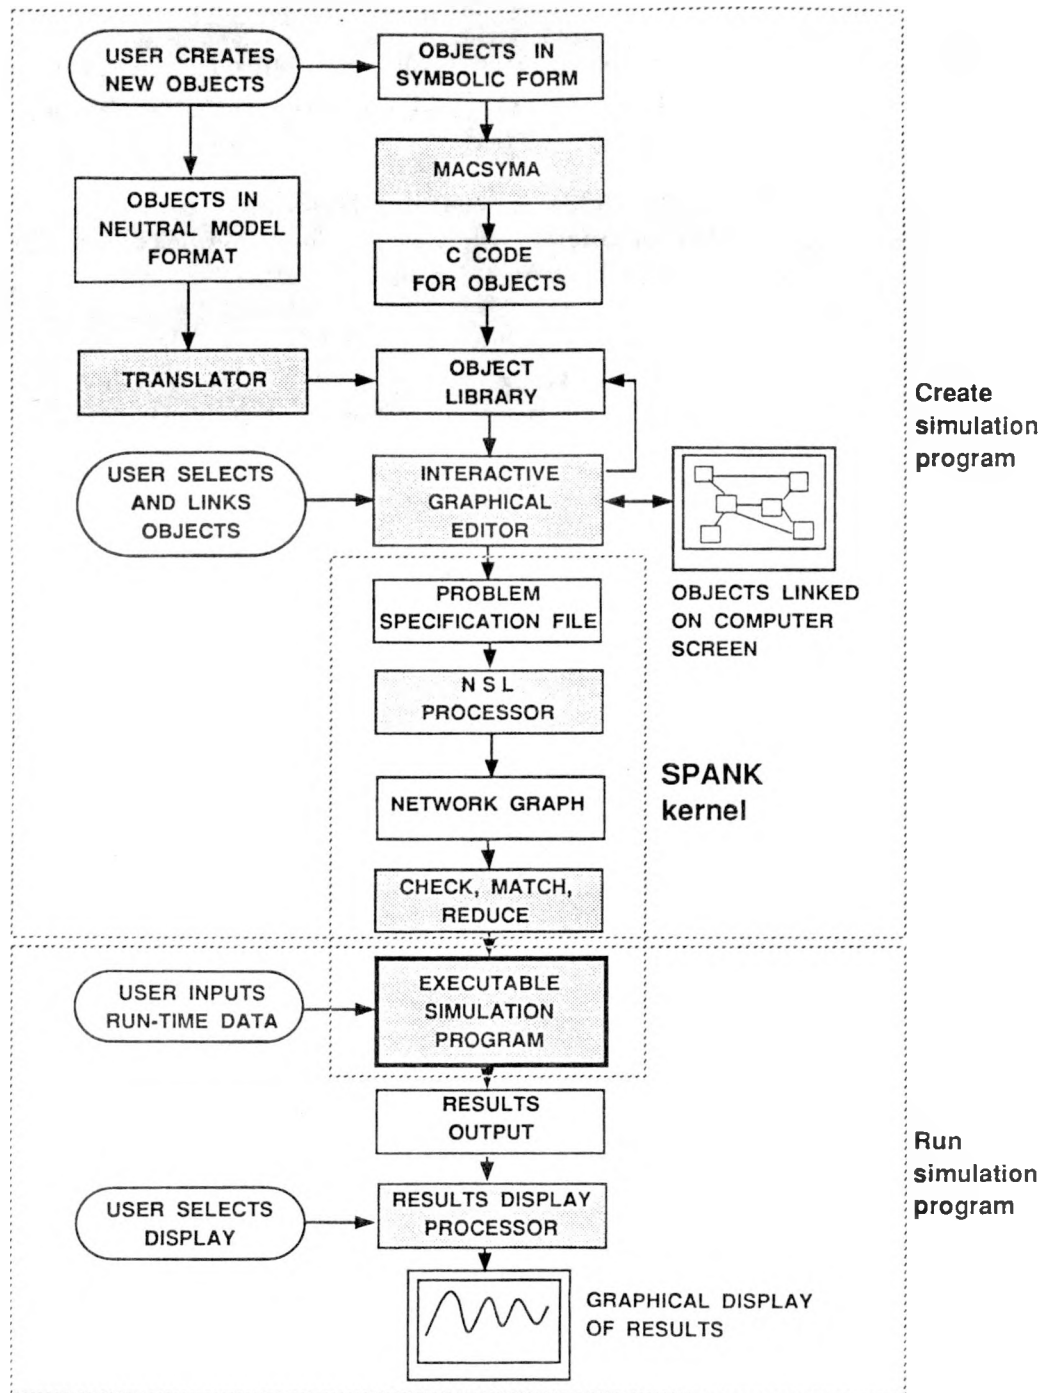 USER CREATES
NEW OBJECTS
OBJECTS IN
SYMBOLIC FORM
MACSYMA
OBJECTS IN
NEUTRAL MODEL
FORMAT
C CODE
FOR OBJECTS
TRANSLATOR
OBJECT
LIBRARY
Create
simulation
program
USER SELECTS
AND LINKS
OBJECTS
INTERACTIVE
GRAPHICAL
EDITOR
OBJECTS LINKED
ON COMPUTER
SCREEN
PROBLEM
SPECIFICATION FILE
N S L
PROCESSOR
SPANK
kernel
NETWORK GRAPH
CHECK, MATCH,
REDUCE
USER INPUTS
RUN-TIME DATA
EXECUTABLE
SIMULATION
PROGRAM
RESULTS
OUTPUT
Run
simulation
program
USER SELECTS
DISPLAY
RESULTS DISPLAY
PROCESSOR
GRAPHICAL DISPLAY
OF RESULTS